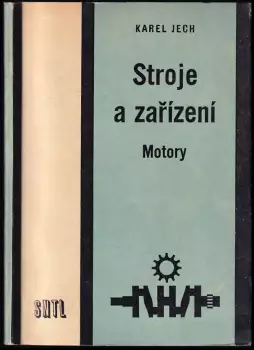 KAREL JECH
Stroje
a zařízení
Motory
SNTL